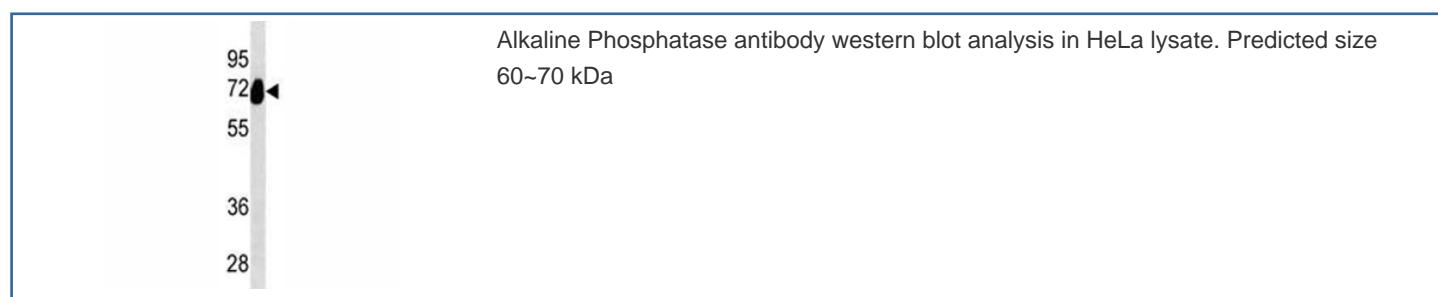 95
72
55
36
28
Alkaline Phosphatase antibody western blot analysis in HeLa lysate. Predicted size
60~70 kDa